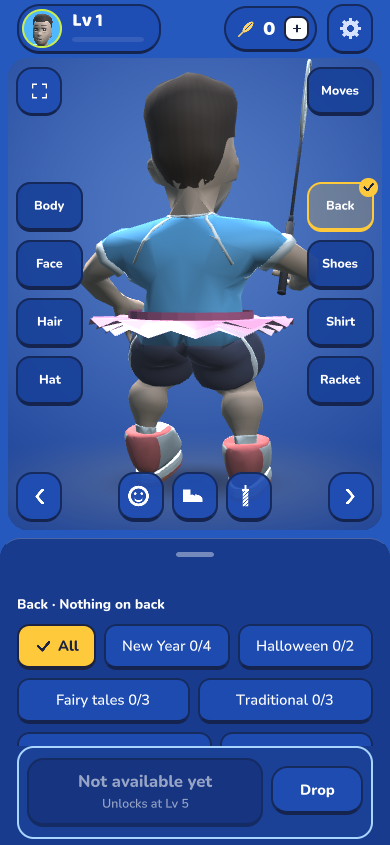 Lv 1
0
+
Moves
Body
Back
Face
Shoes
Hair
Shirt
Hat
Racket
Back · Nothing on back
All
New Year 0/4
Halloween 0/2
Fairy tales 0/3
Traditional 0/3
Not available yet
Unlocks at Lv 5
Drop